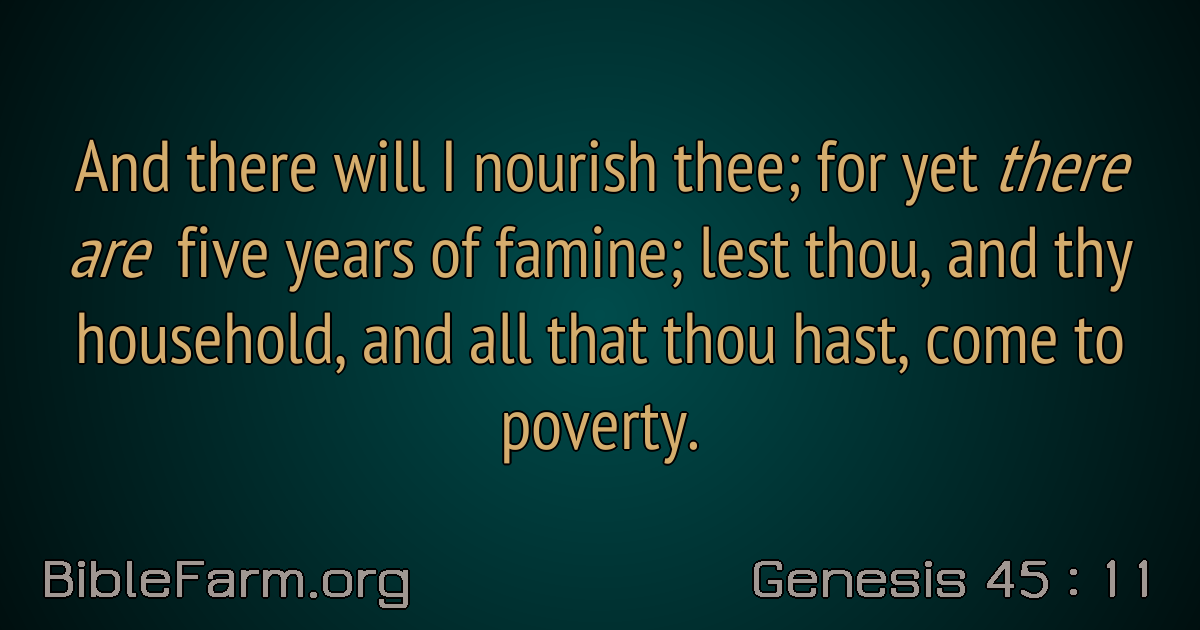 And there will I nourish thee; for yet there
are five years of famine; lest thou, and thy
household, and all that thou hast, come to
poverty.
BibleFarm.org
Genesis 45 : 11